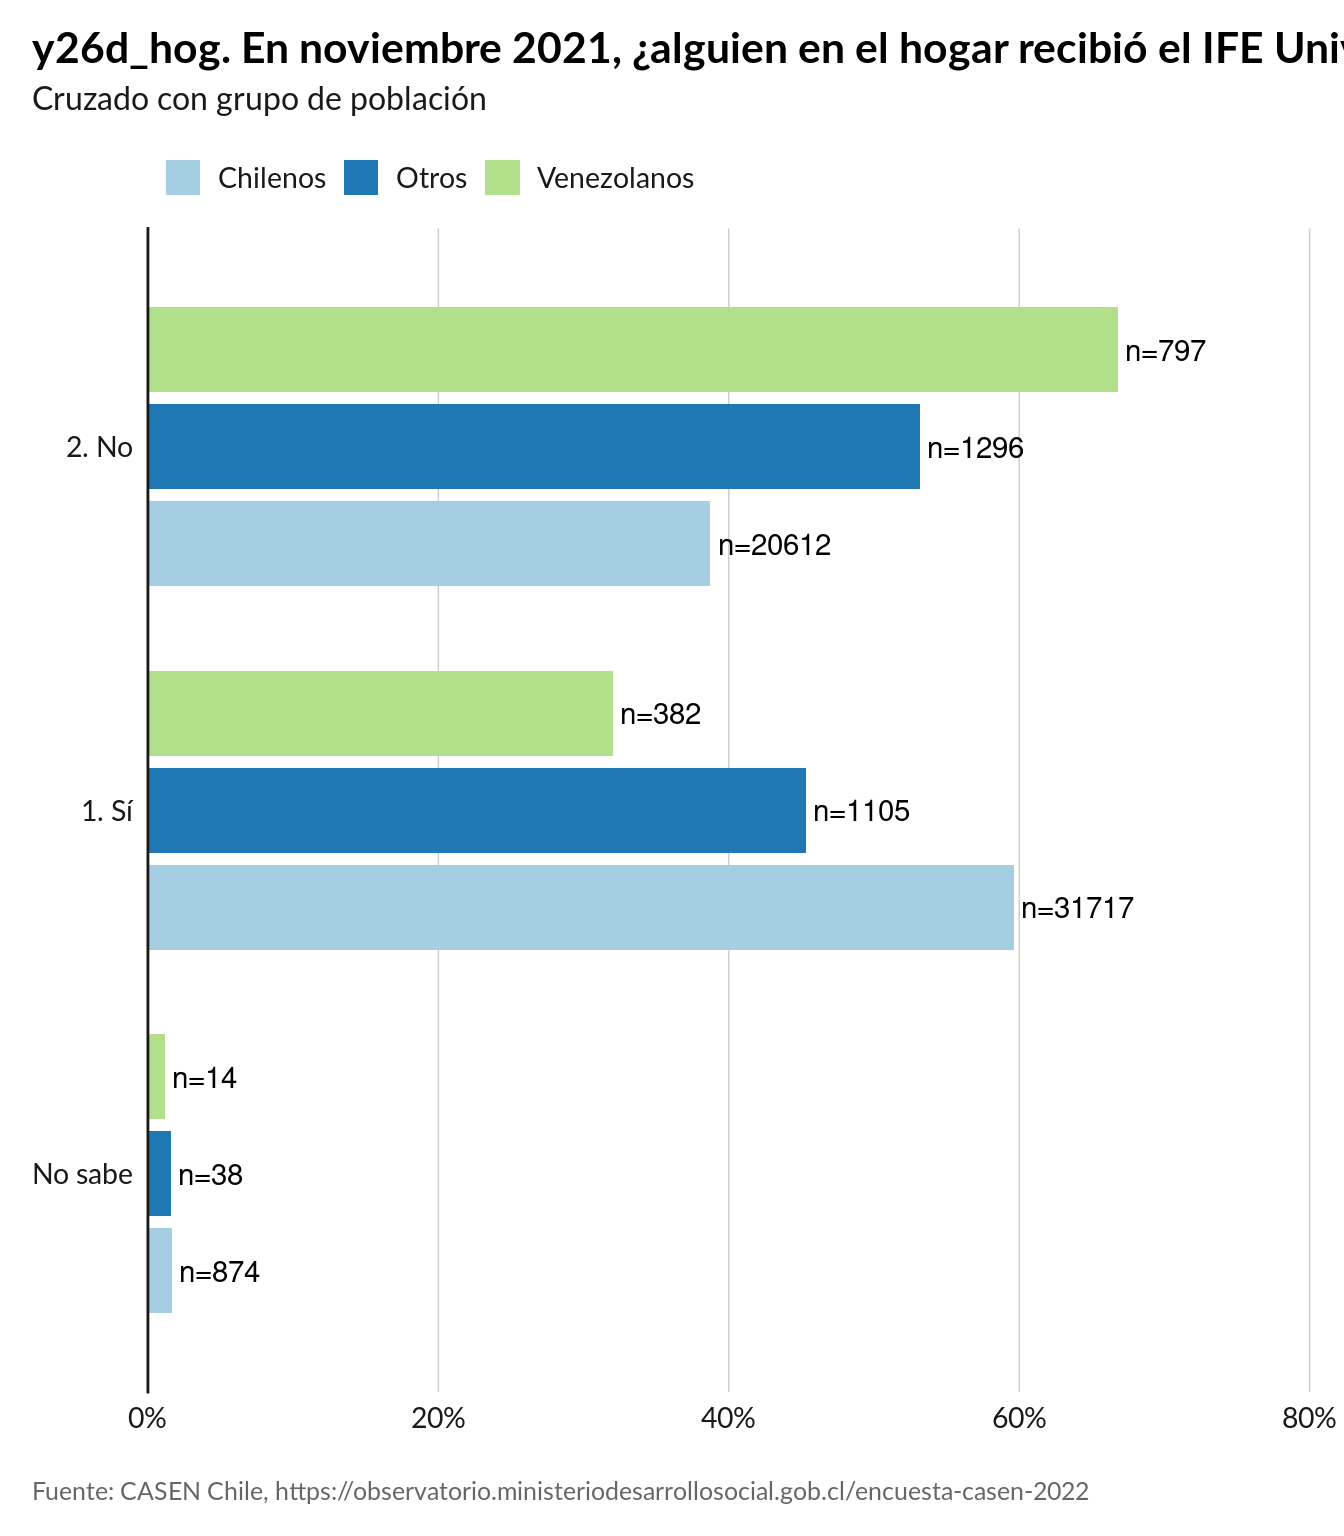 y26d_hog. En noviembre 2021, ¿alguien en el hogar recibió el IFE
Cruzado con grupo de población
Chilenos Otros Venezolanos
n=797
2. No
n=1296
n=20612
n=382
1. Sí
n=1105
n=31717
n=14
No sabe
n=38
n=874
0% 20% 40% 60% 80%
Fuente: CASEN Chile, https://observatorio.ministeriodesarrollosocial.gob.cl/encuesta-casen-2022